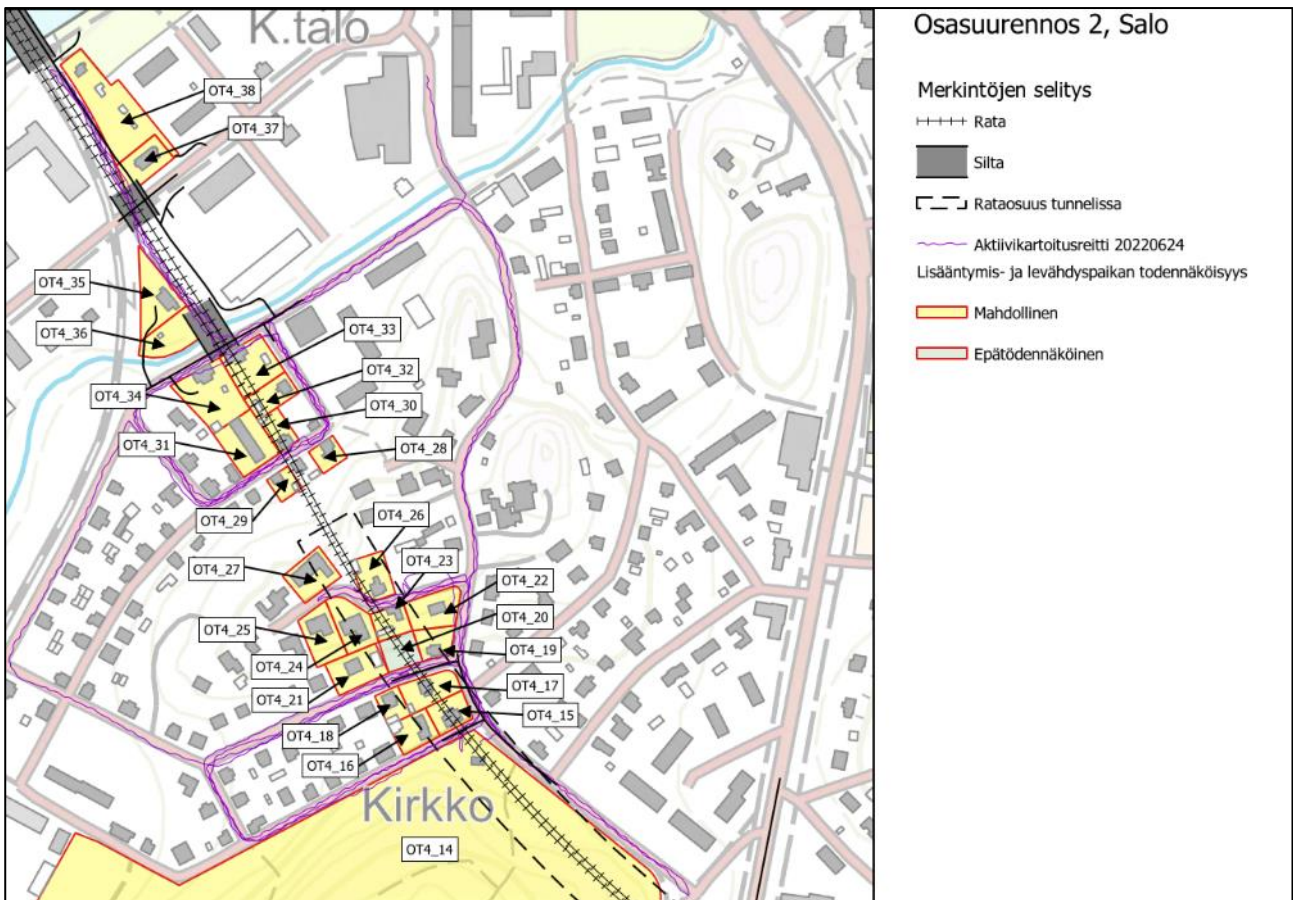 K.talo
OT4_38
OT4_37
OT4_35
OT4_36
OT4_33
OT4_32
OT4_34
OT4_30
OT4_31
OT4_28
OT4_29
OT4_26
OT4_27
OT4_23
OT4_22
OT4_20
OT4_25
OT4_19
OT4_24
OT4_21
OT4_17
OT4_15
OT4_18
OT4_16
Kirkko
OT4_14
Osasuurennos 2, Salo
Merkintöjen selitys
Rata
Silta
Rataosuus tunnelissa
Aktiivikartoitusreitti 20220624
Lisääntymis- ja levähdyspaikan todennäköisyys
Mahdollinen
Epätödennäköinen